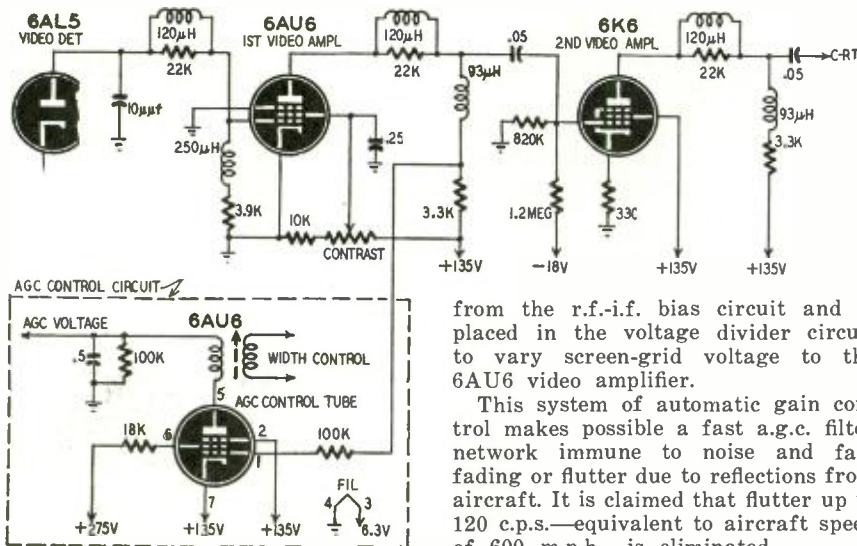 6AL5
VIDEO DET
120μH
22K
10μμf
6AU6
1ST VIDEO AMPL
250μH
3.9K
10K
CONTRAST
.25
120μH
22K
93μH
3.3K
+135V
.05
820K
1.2MEG
-18V
6K6
2ND VIDEO AMPL
330
+135V
120μH
22K
.05
C-RT
93μH
3.3K
+135V
AGC CONTROL CIRCUIT
AGC VOLTAGE
.5
100K
6AU6
WIDTH CONTROL
5
AGC CONTROL TUBE
18K
6
2
1
7
100K
FIL
4
3
6.3V
+275V
+135V
+135V
from the r.f.-i.f. bias circuit and
placed in the voltage divider circu
to vary screen-grid voltage to th
6AU6 video amplifier.
This system of automatic gain con
trol makes possible a fast a.g.c. filte
network immune to noise and fa
fading or flutter due to reflections fro
aircraft. It is claimed that flutter up
120 c.p.s.—equivalent to aircraft spee
of 600 m.p.h.
is eliminated